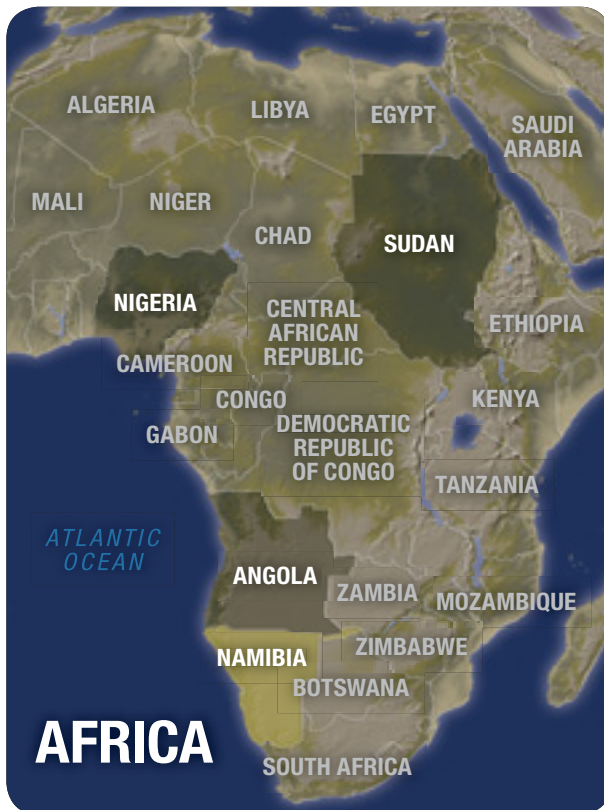 ALGERIA
LIBYA
EGYPT
SAUDI
ARABIA
MALI
NIGER
CHAD
SUDAN
NIGERIA
CENTRAL
AFRICAN
REPUBLIC
ETHIOPIA
CAMEROON
CONGO
KENYA
GABON
DEMOCRATIC
REPUBLIC
OF CONGO
TANZANIA
ATLANTIC
OCEAN
ANGOLA
ZAMBIA
MOZAMBIQUE
NAMIBIA
ZIMBABWE
BOTSWANA
AFRICA
SOUTH AFRICA